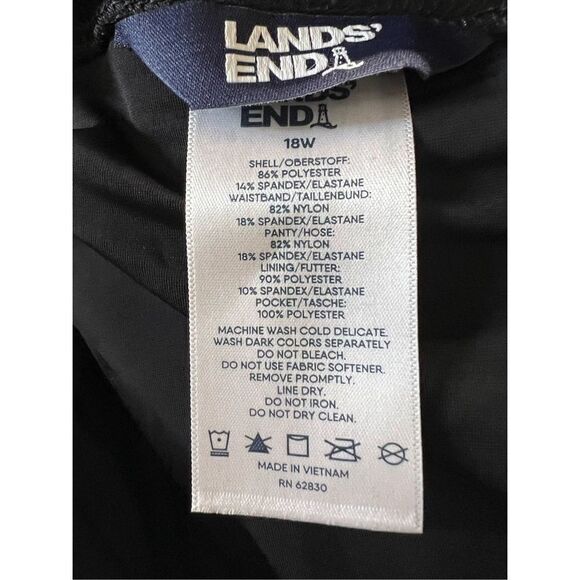 LANDS'
END
LANDS'
END
18W
SHELL/OBERSTOFF:
86% POLYESTER
14% SPANDEX/ELASTANE
WAISTBAND/TAILLENBUND:
82% NYLON
18% SPANDEX/ELASTANE
PANTY/HOSE:
82% NYLON
18% SPANDEX/ELASTANE
LINING/FUTTER:
90% POLYESTER
10% SPANDEX/ELASTANE
POCKET/TASCHE:
100% POLYESTER
MACHINE WASH COLD DELICATE.
WASH DARK COLORS SEPARATELY
DO NOT BLEACH.
DO NOT USE FABRIC SOFTENER.
REMOVE PROMPTLY.
LINE DRY.
DO NOT IRON.
DO NOT DRY CLEAN.
MADE IN VIETNAM
RN 62830